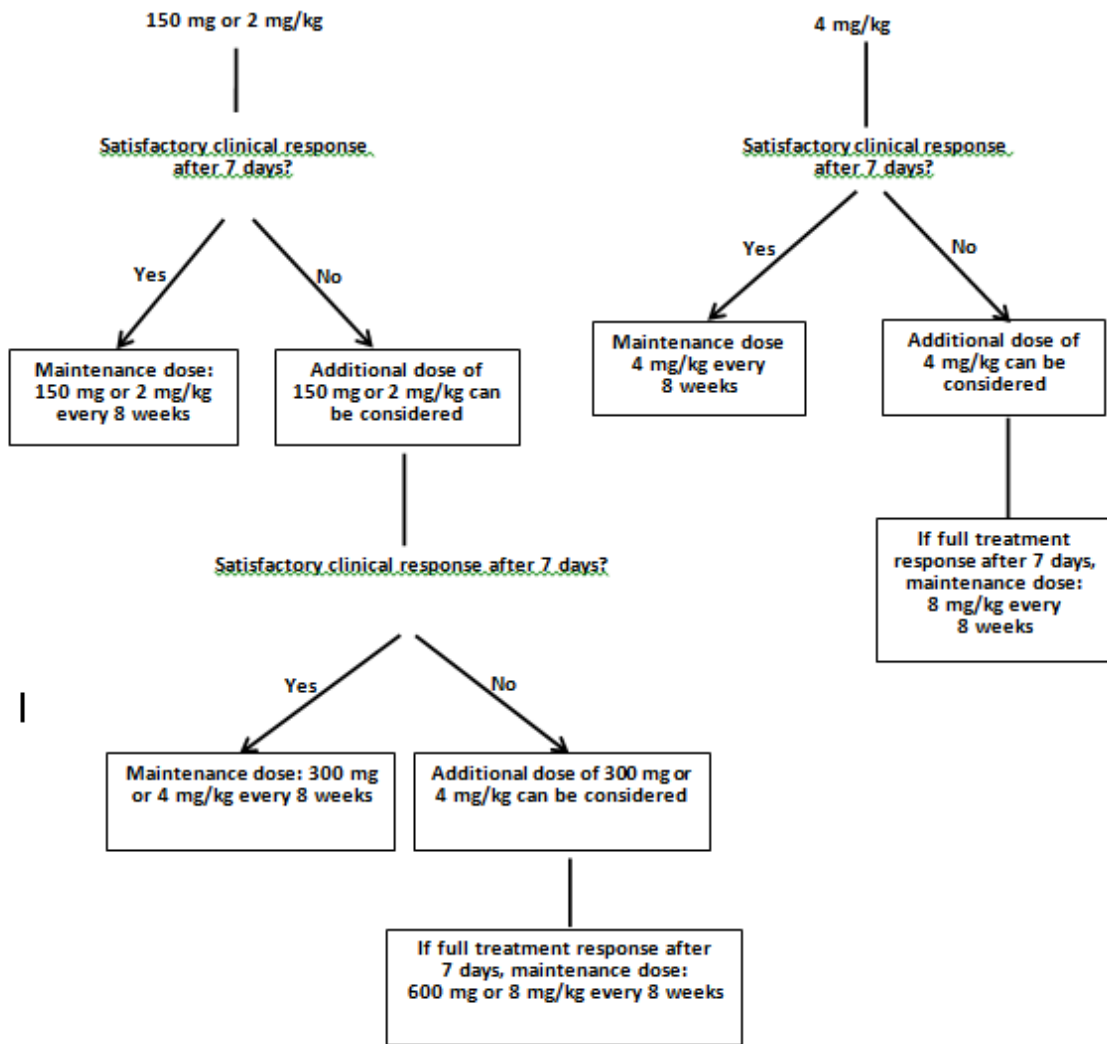 150 mg or 2 mg/kg
Satisfactory clinical response
after 7 days?
Yes
No
Maintenance dose:
150 mg or 2 mg/kg
every 8 weeks
Additional dose of
150 mg or 2 mg/kg can
be considered
Satisfactory clinical response after 7 days?
Yes
No
Maintenance dose: 300 mg
or 4 mg/kg every 8 weeks
Additional dose of 300 mg or
4 mg/kg can be considered
If full treatment response after
7 days, maintenance dose:
600 mg or 8 mg/kg every 8 weeks
4 mg/kg
Satisfactory clinical response
after 7 days?
Yes
No
Maintenance dose
4 mg/kg every
8 weeks
Additional dose of
4 mg/kg can be
considered
If full treatment
response after 7 days,
maintenance dose:
8 mg/kg every
8 weeks